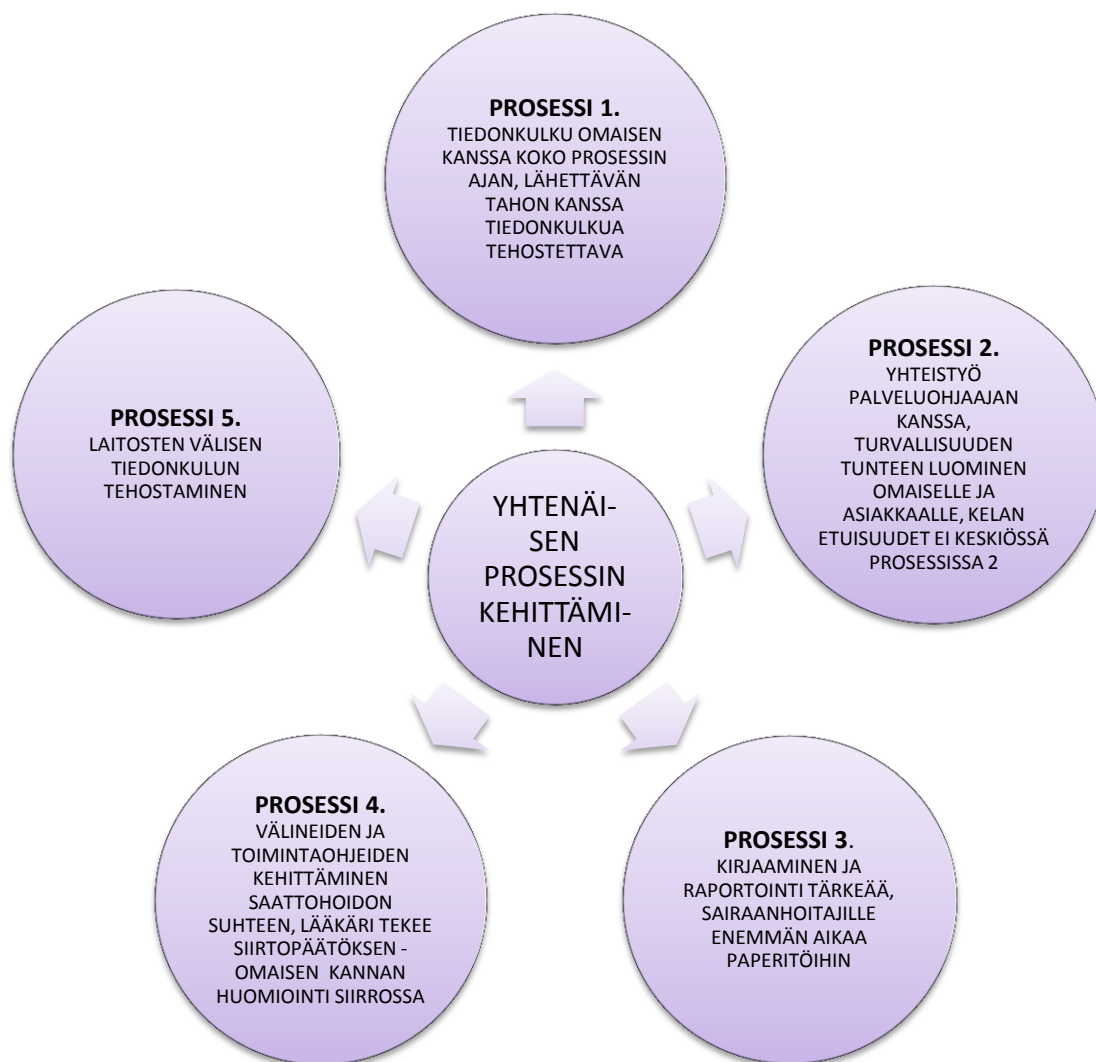 PROSESSI 1.
TIEDONKULKU OMAISEN
KANSSA KOKO PROSESSIN
AJAN, LÄHETTÄVÄN
TAHON KANSSA
TIEDONKULKUA
TEHOSTETTAVA
PROSESSI 2.
YHTEISTYÖ
PALVELUOHJAAJAN
KANSSA,
TURVALLISUUDEN
TUNTEEN LUOMINEN
OMAISELLE JA
ASIAKKAALLE, KELAN
ETUISUUDET EI KESKIÖSSÄ
PROSESSISSA 2
PROSESSI 3.
KIRJAAMINEN JA
RAPORTOINTI TÄRKEÄÄ,
SAIRAANHOITAJILLE
ENEMMÄN AIKAA
PAPERITÖIHIN
PROSESSI 4.
VÄLINEIDEN JA
TOIMINTAOHJEIDEN
KEHITTÄMINEN
SAATTOHOIDON
SUHTEEN, LÄÄKÄRI TEKEE
SIIRTOPÄÄTÖKSEN -
OMAISEN KANNAN
HUOMIOINTI SIIRROSSA
PROSESSI 5.
LAITOSTEN VÄLISEN
TIEDONKULUN
TEHOSTAMINEN
YHTENÄI-
SEN
PROSESSIN
KEHITTÄMI-
NEN